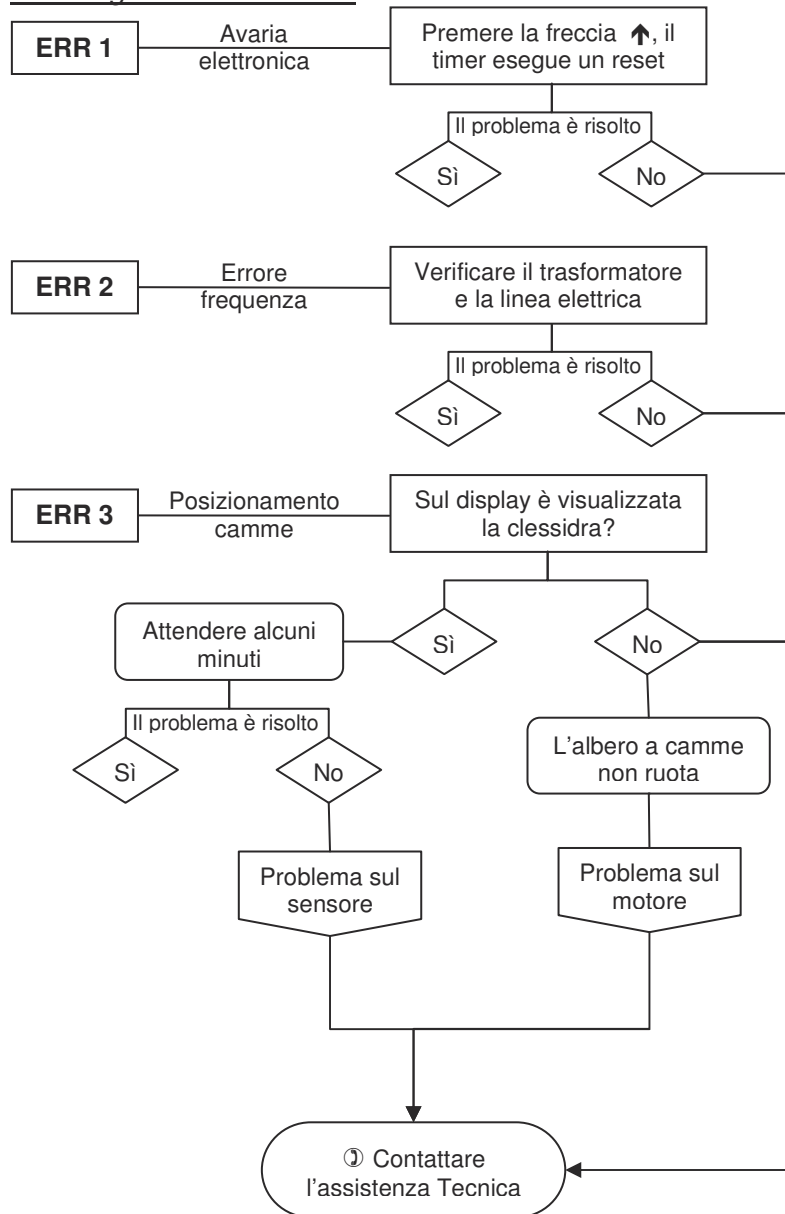 ERR 1
Avaria
elettronica
Premere la freccia ↑, il
timer esegue un reset
Il problema è risolto
Sì
No
ERR 2
Errore
frequenza
Verificare il trasformatore
e la linea elettrica
Il problema è risolto
Sì
No
ERR 3
Posizionamento
camme
Sul display è visualizzata
la clessidra?
Attendere alcuni
minuti
Sì
No
Il problema è risolto
Sì
No
L'albero a camme
non ruota
Problema sul
sensore
Problema sul
motore
✆ Contattare
l'assistenza Tecnica